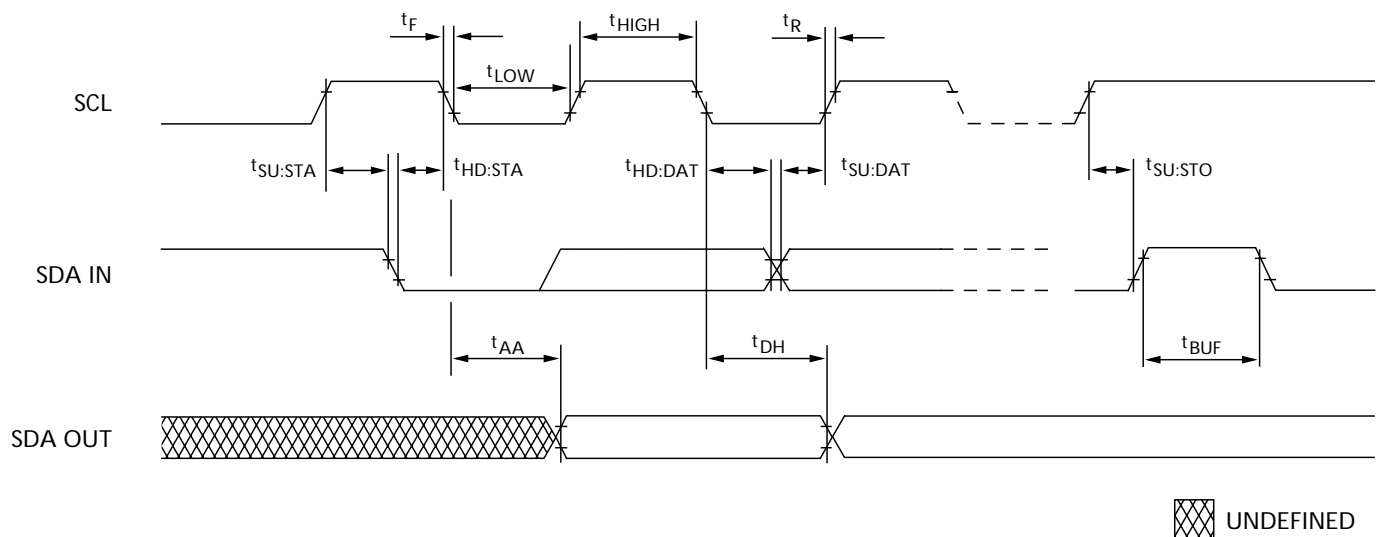 tF
tHIGH
tR
tLOW
SCL
tSU:STA
tHD:STA
tHD:DAT
tSU:DAT
tSU:STO
SDA IN
tAA
tDH
tBUF
SDA OUT
UNDEFINED